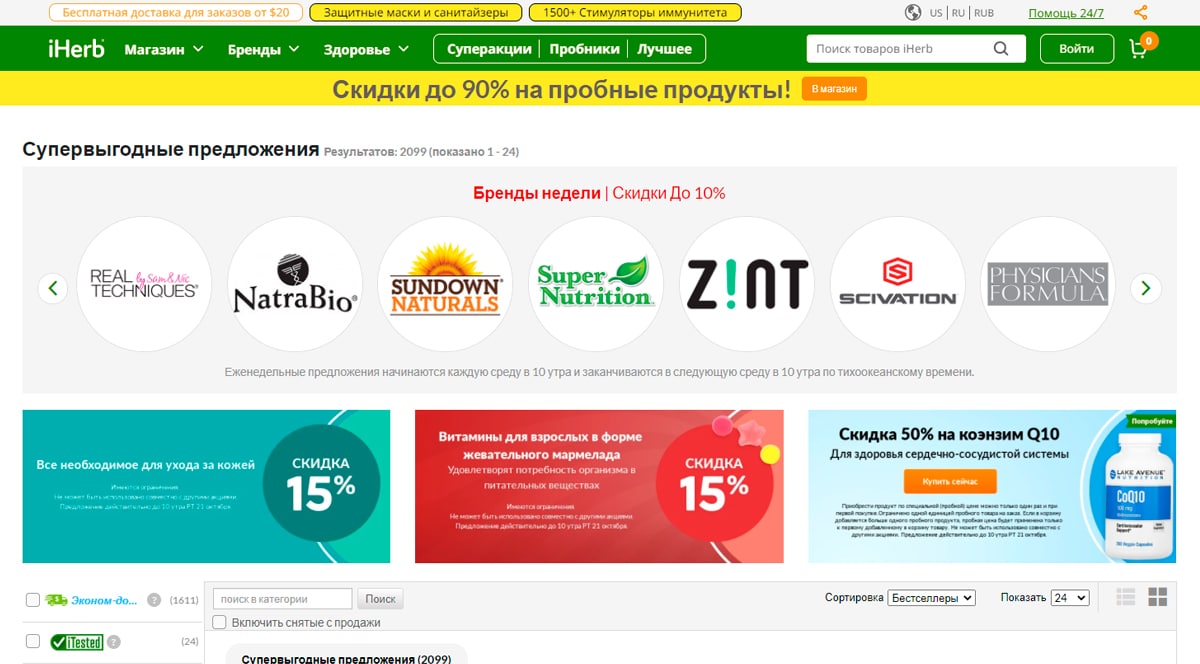 Бесплатная доставка для заказов от $20
Защитные маски и санитайзеры
1500+ Стимуляторы иммунитета
US | RU | RUB
Помощь 24/7
iHerb
Магазин
Бренды
Здоровье
Суперакции
Пробники
Лучшее
Поиск товаров iHerb
Войти
0
Скидки до 90% на пробные продукты!
В магазин
Супервыгодные предложения Результатов: 2099 (показано 1 - 24)
Бренды недели | Скидки До 10%
REAL by Sam & Nic
TECHNIQUES®
NatraBio®
SUNDOWN
NATURALS®
Super
Nutrition
Z!NT
SCIVATION
PHYSICIANS
FORMULA
Еженедельные предложения начинаются каждую среду в 10 утра и заканчиваются в следующую среду в 10 утра по тихоокеанскому времени.
Все необходимое для ухода за кожей
Имеются ограничения
Не может быть использовано совместно с другими акциями.
Предложение действительно до 10 утра PT 21 октября
СКИДКА
15%
Витамины для взрослых в форме
жевательного мармелада
Удовлетворят потребность организма в
питательных веществах
Имеются ограничения
Не может быть использовано совместно с другими акциями.
Предложение действительно до 10 утра PT 21 октября
СКИДКА
15%
Скидка 50% на коэнзим Q10
Для здоровья сердечно-сосудистой системы
Купить сейчас
Приобрести продукт по специальной (пробной) цене можно только один раз и при
первой покупке. Ограничено одной единицей пробного товара на заказ. Если в корзину
добавляется больше одного пробного продукта, пробная цена будет применена только
к первому добавленному в корзину товару. Не может быть использовано совместно с
другими акциями. Предложение действительно до 10 утра PT 21 октября.
Попробуйте
LAKE AVENUE
NUTRITION
CoQ10
100 mg
Эконом-до... ? (1611)
iTested ? (24)
поиск в категории
Поиск
Сортировка Бестселлеры
Показать 24
Включить снятые с продажи
Супервыгодные предложения (2099)